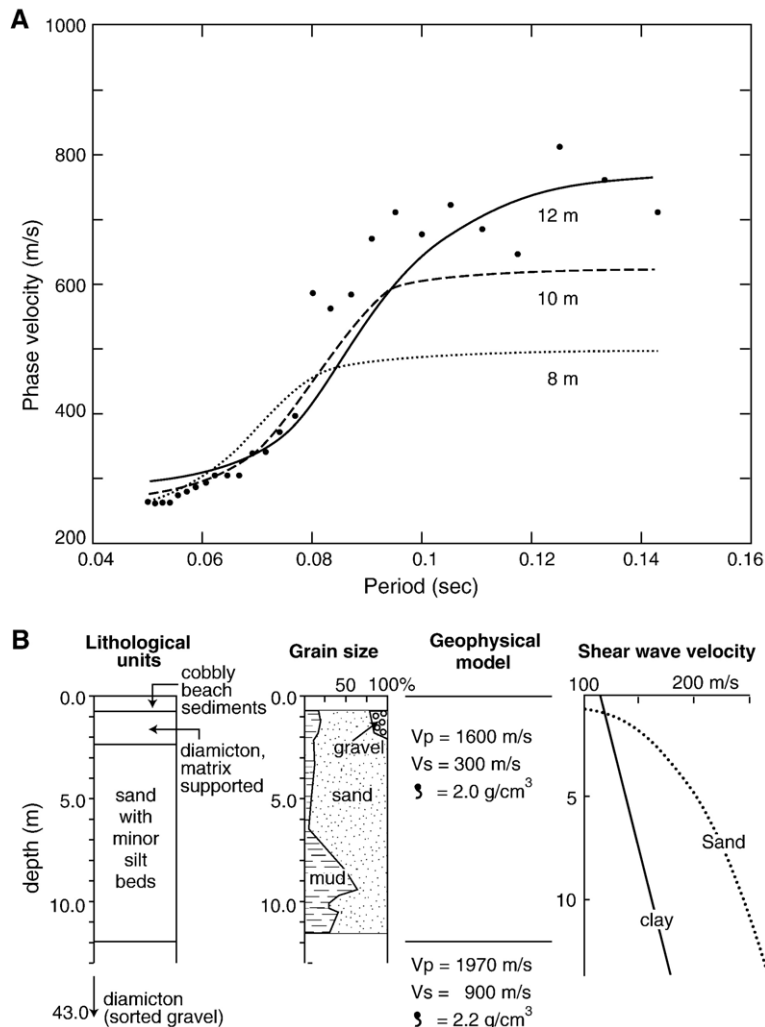 A
1000
800
600
400
200
Phase velocity (m/s)
12 m
10 m
8 m
0.04
0.06
0.08
0.1
0.12
0.14
0.16
Period (sec)
B
Lithological
units
cobbly
beach
sediments
diamicton,
matrix
supported
0.0
5.0
10.0
43.0
depth (m)
sand
with
minor
silt
beds
diamicton
(sorted gravel)
Grain size
50
100%
0.0
5.0
10.0
gravel
sand
mud
Geophysical
model
Vp = 1600 m/s
Vs = 300 m/s
= 2.0 g/cm³
Vp = 1970 m/s
Vs = 900 m/s
= 2.2 g/cm³
Shear wave velocity
100
200 m/s
5
10
Sand
clay